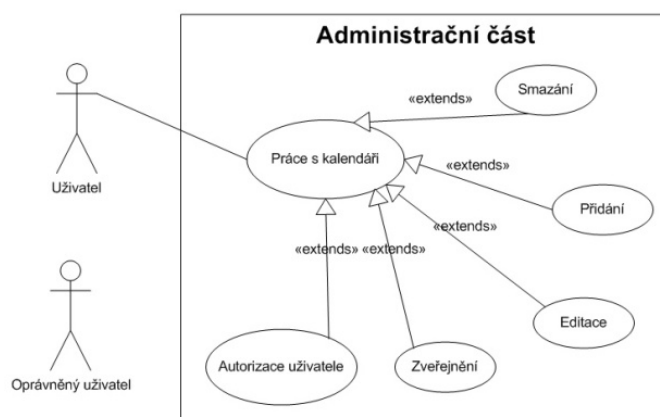 Administrační část
Smazání
«extends»
Práce s kalendáři
«extends»
Uživatel
Přidání
«extends»
«extends» «extends»
Editace
Autorizace uživatele
Zveřejnění
Oprávněný uživatel